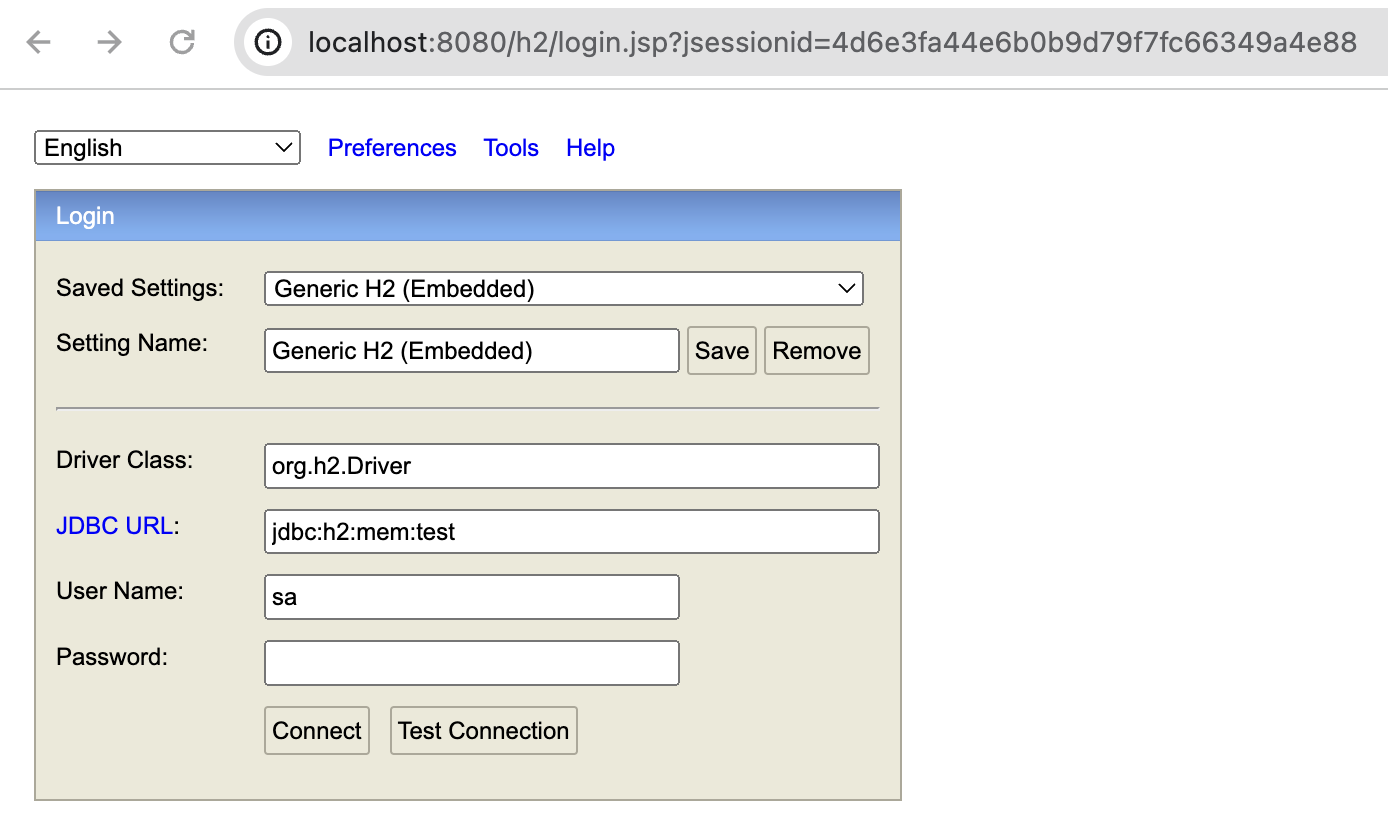 localhost:8080/h2/login.jsp?jsessionid=4d6e3fa44e6b0b9d79f7fc66349a4e88
English Preferences Tools Help
Login
Saved Settings: Generic H2 (Embedded)
Setting Name: Generic H2 (Embedded) Save Remove
Driver Class: org.h2.Driver
JDBC URL: jdbc:h2:mem:test
User Name: sa
Password:
Connect Test Connection